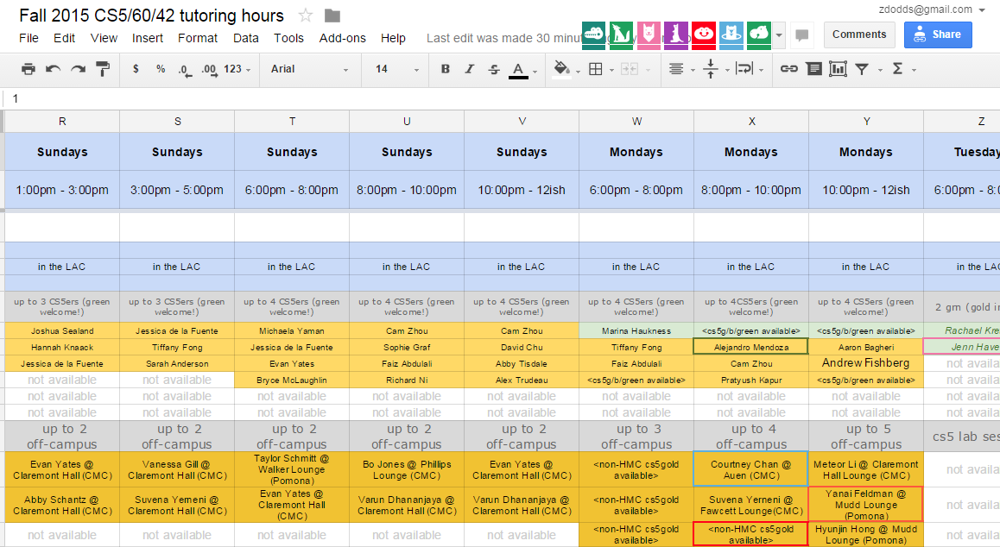 Fall 2015 CS5/60/42 tutoring hours
zdodds@gmail.com
File Edit View Insert Format Data Tools Add-ons Help Last edit was made 30
Comments Share
$ % .0 .00 123 Arial 14 B I S A Σ
1
R S T U V W X Y Z
Sundays Sundays Sundays Sundays Sundays Mondays Mondays Mondays Tuesday
1:00pm - 3:00pm 3:00pm - 5:00pm 6:00pm - 8:00pm 8:00pm - 10:00pm 10:00pm - 12ish 6:00pm - 8:00pm 8:00pm - 10:00pm 10:00pm - 12ish 6:00pm - 8:0
in the LAC in the LAC in the LAC in the LAC in the LAC in the LAC in the LAC in the LAC in the LAC
up to 3 CS5ers (green up to 3 CS5ers (green up to 4 CS5ers (green up to 4 CS5ers (green up to 4 CS5ers (green up to 4 CS5ers (green up to 4CS5ers (green up to 4 CS5ers (green 2 gm (gold in
welcome!) welcome!) welcome!) welcome!) welcome!) welcome!) welcome!) welcome!)
Joshua Sealand Jessica de la Fuente Michaela Yaman Cam Zhou Cam Zhou Marina Haukness <cs5g/b/green available> <cs5g/b/green available> Rachael Kre
Hannah Knaack Tiffany Fong Jessica de la Fuente Sophie Graf David Chu Tiffany Fong Alejandro Mendoza Aaron Bagheri Jenn Have
Jessica de la Fuente Sarah Anderson Evan Yates Faiz Abdulali Abby Tisdale Faiz Abdulali Cam Zhou Andrew Fishberg not availa
not available not available Bryce McLaughlin Richard Ni Alex Trudeau <cs5g/b/green available> Pratyush Kapur <cs5g/b/green available> not availa
not available not available not available not available not available not available not available not available not availa
not available not available not available not available not available not available not available not available not availa
up to 2 up to 2 up to 2 up to 2 up to 2 up to 3 up to 4 up to 5 cs5 lab ses
off-campus off-campus off-campus off-campus off-campus off-campus off-campus off-campus
Evan Yates @ Vanessa Gill @ Taylor Schmitt @ Bo Jones @ Phillips Evan Yates @ <non-HMC cs5gold Courtney Chan @ Meteor Li @ Claremont not availa
Claremont Hall (CMC) Claremont Hall (CMC) Walker Lounge Lounge (CMC) Claremont Hall (CMC) available> Auen (CMC) Hall Lounge (CMC)
(Pomona)
Abby Schantz @ Suvena Yerneni @ Evan Yates @ Varun Dhananjaya @ Varun Dhananjaya @ <non-HMC cs5gold Suvena Yerneni @ Yanai Feldman @ not availa
Claremont Hall (CMC) Claremont Hall (CMC) Claremont Hall Claremont Hall (CMC) Claremont Hall (CMC) available> Fawcett Lounge(CMC) Mudd Lounge
(CMC) (Pomona)
not available not available not available not available not available <non-HMC cs5gold <non-HMC cs5gold Hyunjin Hong @ Mudd not availa
available> available> Lounge (Pomona)